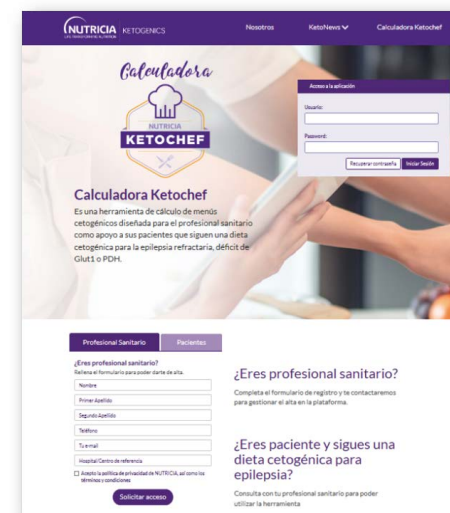 NUTRICIA KETOGENICS
LIFE-TRANSFORMING NUTRITION
Nosotros
KetoNews
Calculadora Ketochef
Calculadora
NUTRICIA
KETOCHEF
Acceso a la aplicación
Usuario:
Password:
Recuperar contraseña
Iniciar Sesión
Calculadora Ketochef
Es una herramienta de cálculo de menús
cetogénicos diseñada para el profesional sanitario
como apoyo a sus pacientes que siguen una dieta
cetogénica para la epilepsia refractaria, déficit de
Glut1 o PDH.
Profesional Sanitario
Pacientes
¿Eres profesional sanitario?
Rellena el formulario para poder darte de alta.
Nombre
Primer Apellido
Segundo Apellido
Teléfono
Tu e-mail
Hospital/Centro de referencia
Acepto la política de privacidad de NUTRICIA, así como los
términos y condiciones
Solicitar acceso
¿Eres profesional sanitario?
Completa el formulario de registro y te contactaremos
para gestionar el alta en la plataforma.
¿Eres paciente y sigues una
dieta cetogénica para
epilepsia?
Consulta con tu profesional sanitario para poder
utilizar la herramienta